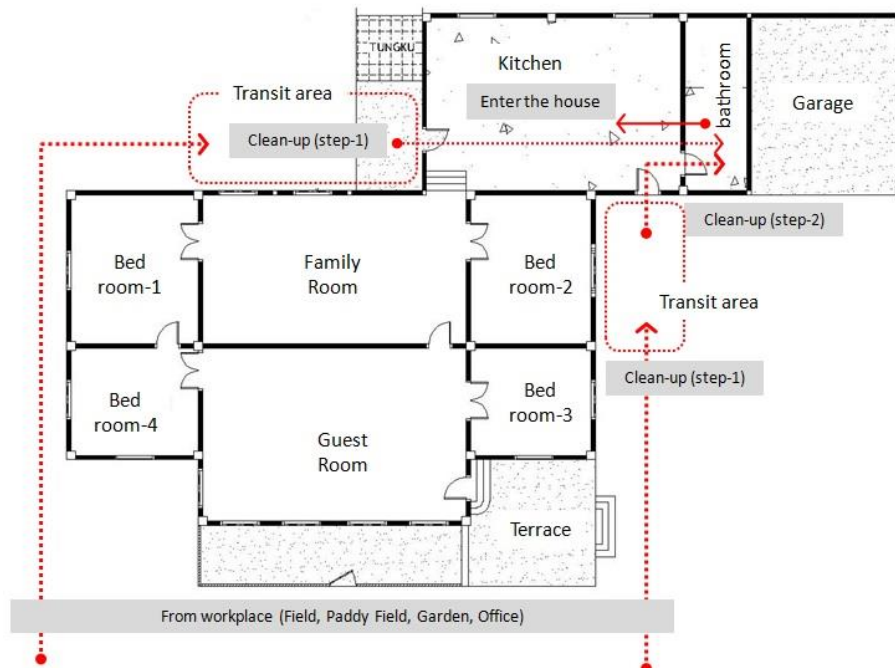 TUNGKU
Kitchen
bathroom
Garage
Transit area
Enter the house
Clean-up (step-1)
Clean-up (step-2)
Bed
room-1
Family
Room
Bed
room-2
Transit area
Clean-up (step-1)
Bed
room-4
Guest
Room
Bed
room-3
Terrace
From workplace (Field, Paddy Field, Garden, Office)